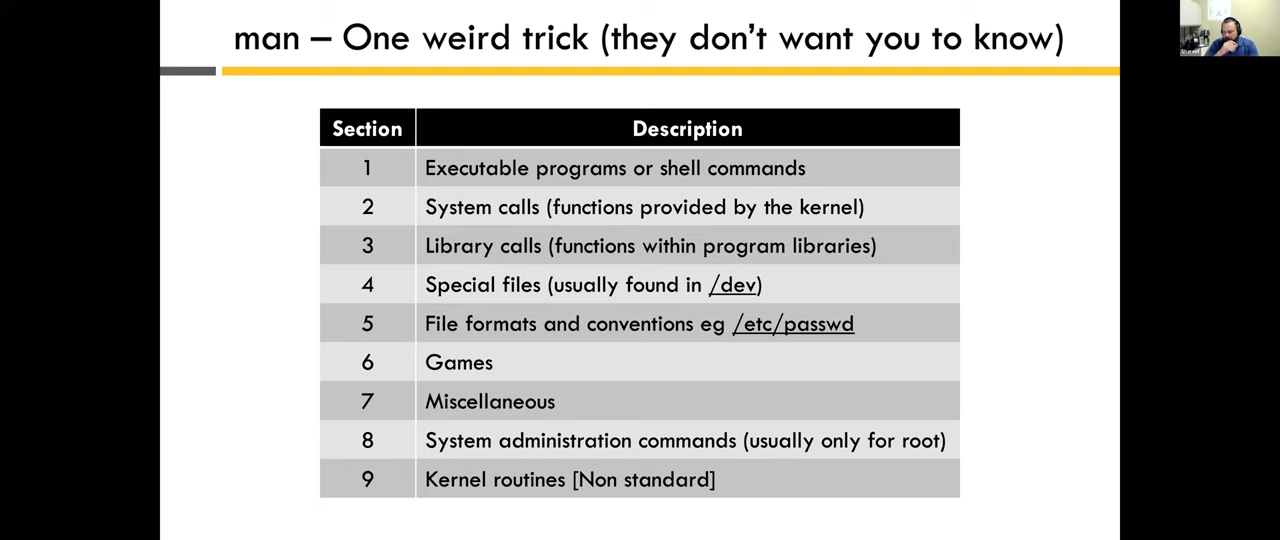 man – One weird trick (they don't want you to know)
Section Description
1 Executable programs or shell commands
2 System calls (functions provided by the kernel)
3 Library calls (functions within program libraries)
4 Special files (usually found in /dev)
5 File formats and conventions eg /etc/passwd
6 Games
7 Miscellaneous
8 System administration commands (usually only for root)
9 Kernel routines [Non standard]